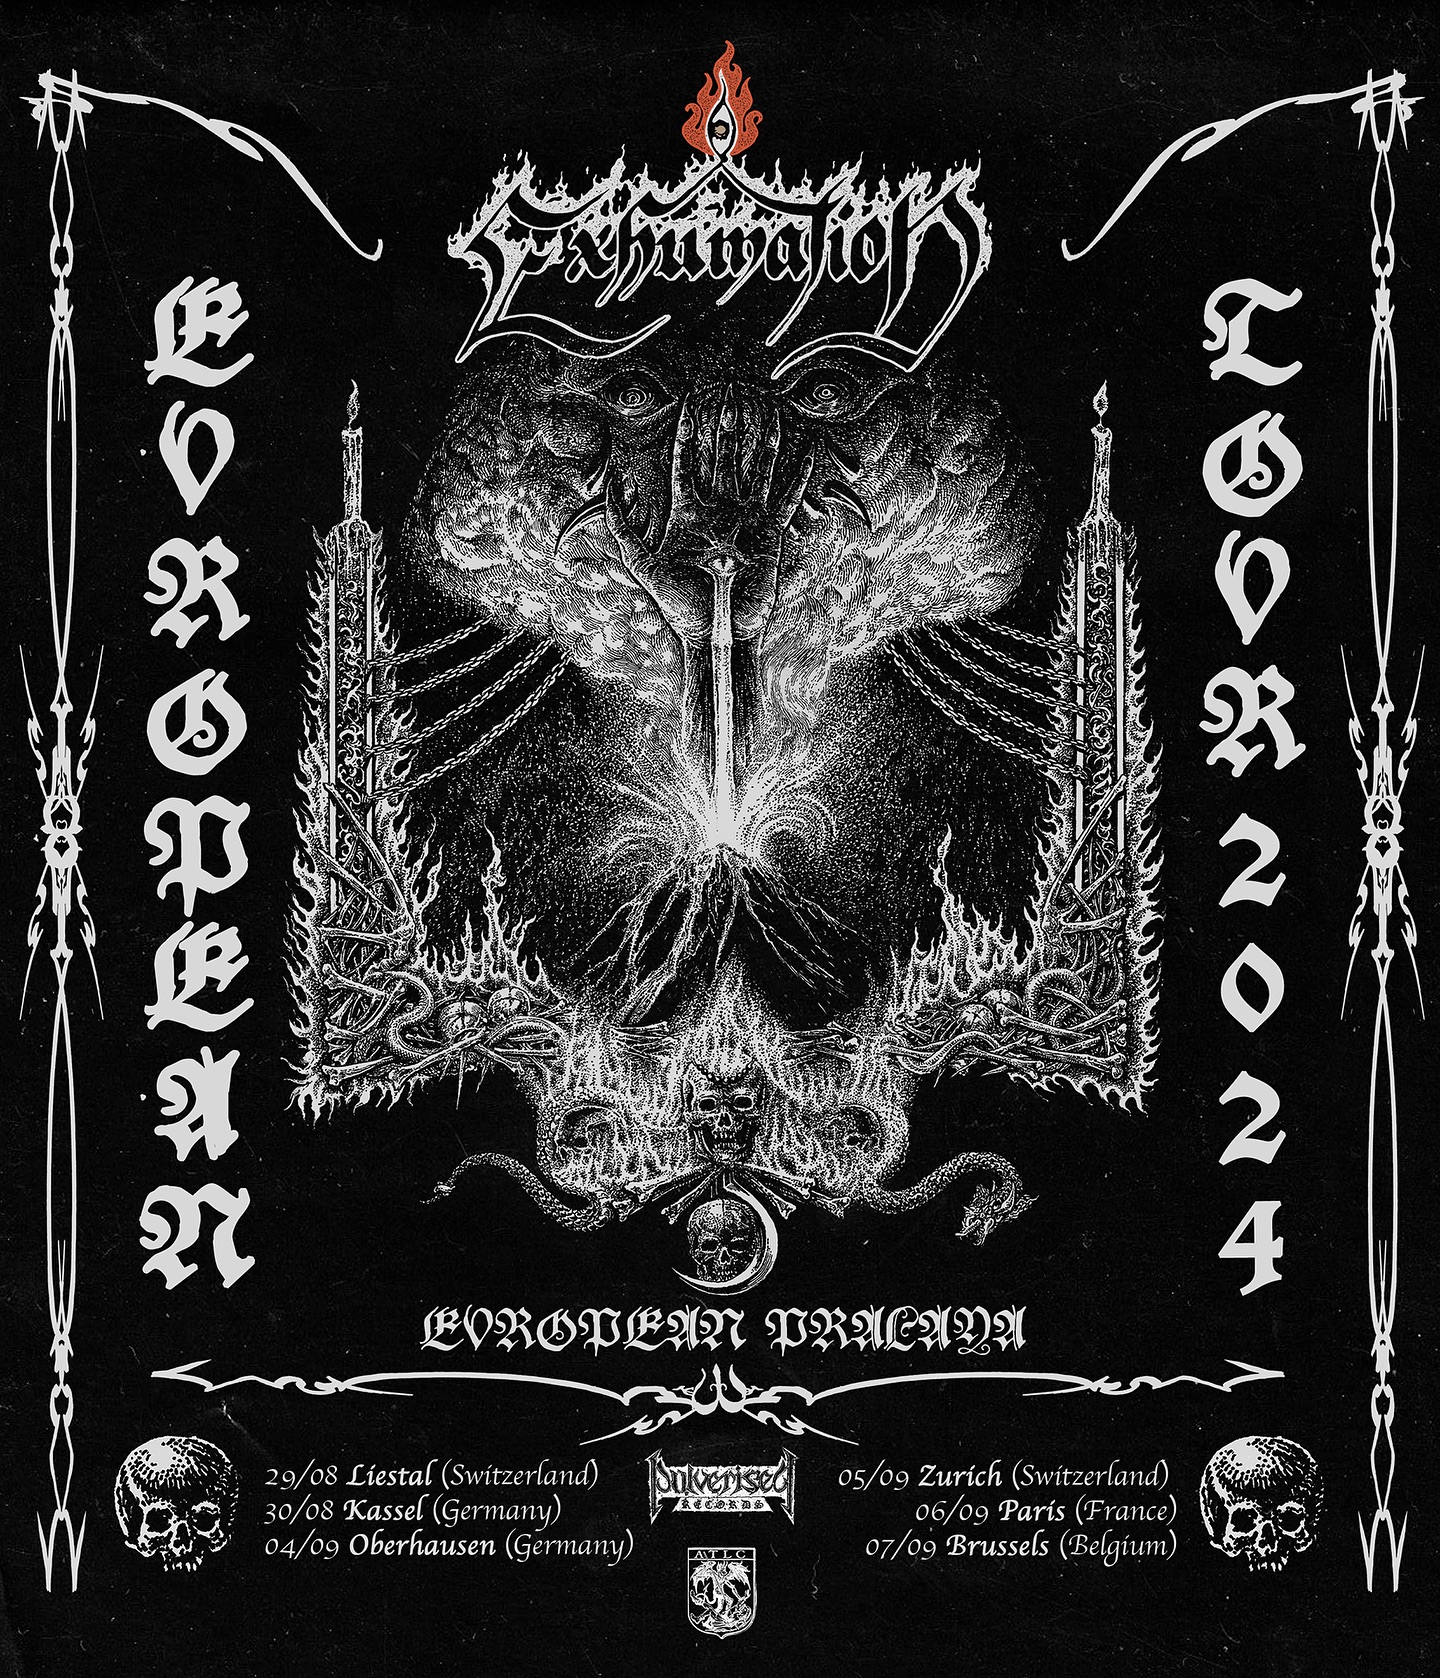 Exhumation
EVROPEAN
TOVR 2024
EVROPEAN PRALAYA
29/08 Liestal (Switzerland)
30/08 Kassel (Germany)
04/09 Oberhausen (Germany)
Pulverised
RECORDS
ATLC
05/09 Zurich (Switzerland)
06/09 Paris (France)
07/09 Brussels (Belgium)